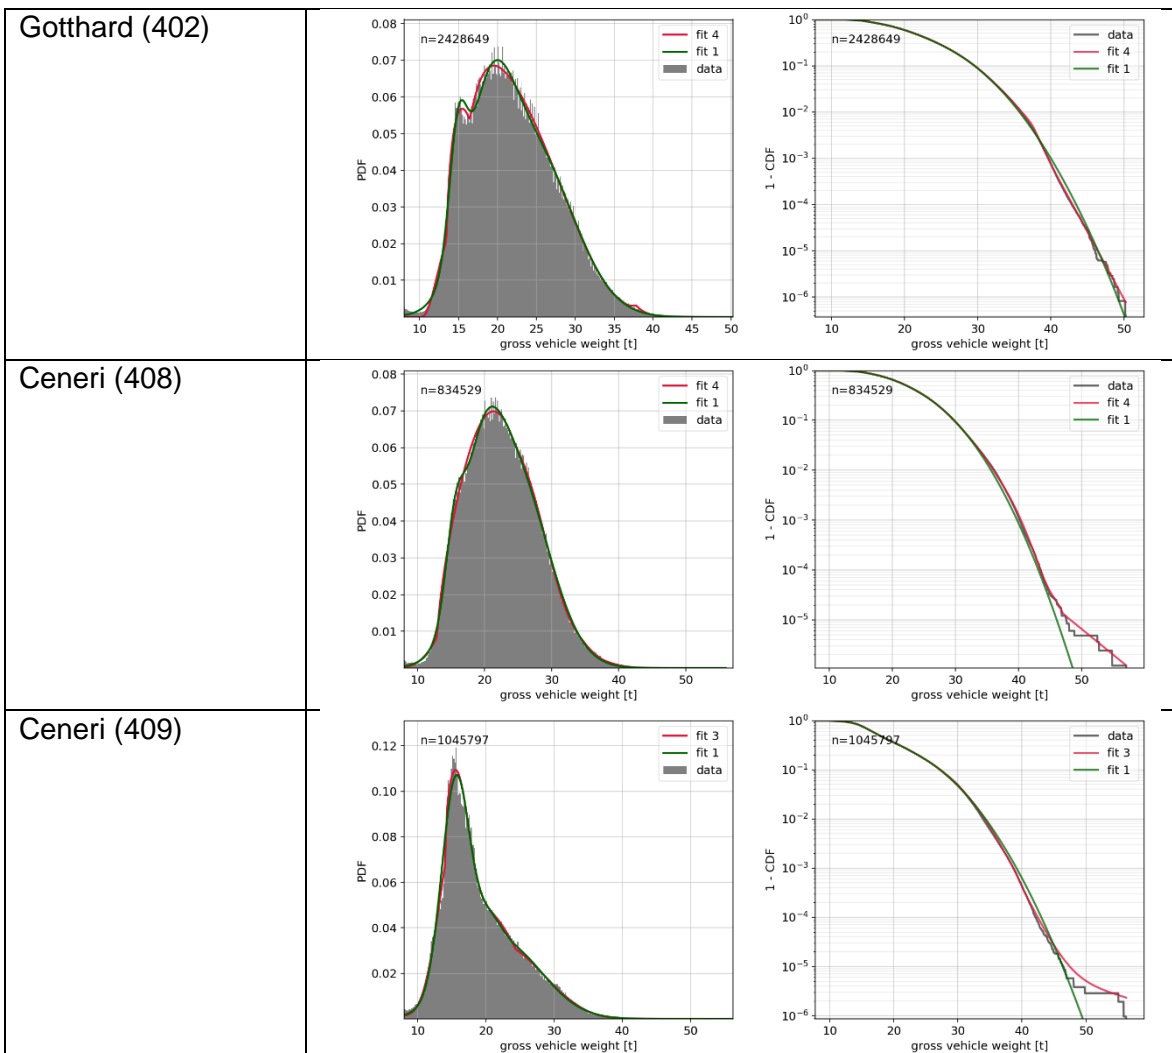 Gotthard (402)
0.08
0.07
0.06
0.05
0.04
0.03
0.02
0.01
PDF
n=2428649
fit 4
fit 1
data
10 15 20 25 30 35 40 45 50
gross vehicle weight [t]
10⁰
10⁻¹
10⁻²
10⁻³
10⁻⁴
10⁻⁵
10⁻⁶
1 - CDF
n=2428649
data
fit 4
fit 1
10 20 30 40 50
gross vehicle weight [t]
Ceneri (408)
0.08
0.07
0.06
0.05
0.04
0.03
0.02
0.01
PDF
n=834529
fit 4
fit 1
data
10 20 30 40 50
gross vehicle weight [t]
10⁰
10⁻¹
10⁻²
10⁻³
10⁻⁴
10⁻⁵
1 - CDF
n=834529
data
fit 4
fit 1
10 20 30 40 50
gross vehicle weight [t]
Ceneri (409)
0.12
0.10
0.08
0.06
0.04
0.02
PDF
n=1045797
fit 3
fit 1
data
10 20 30 40 50
gross vehicle weight [t]
10⁰
10⁻¹
10⁻²
10⁻³
10⁻⁴
10⁻⁵
10⁻⁶
1 - CDF
n=1045797
data
fit 3
fit 1
10 20 30 40 50
gross vehicle weight [t]